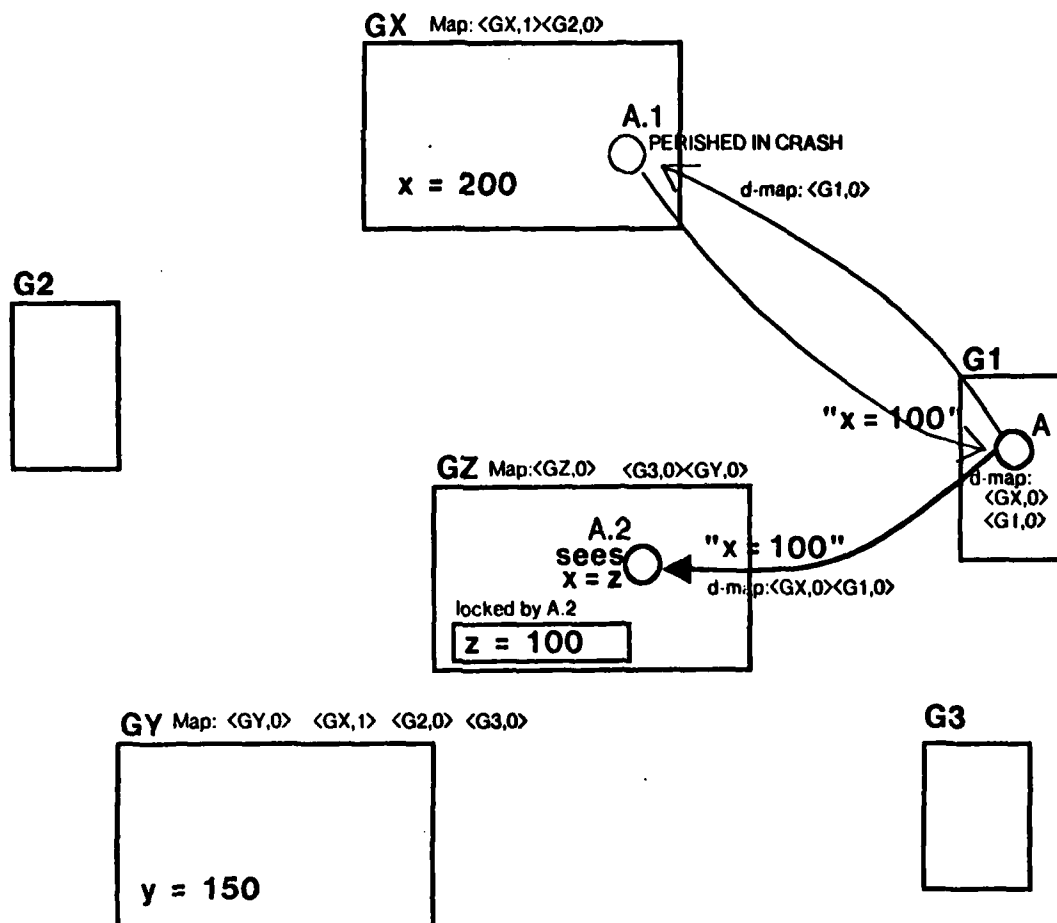 GX Map: <GX,1><G2,0>
A.1
PERISHED IN CRASH
x = 200
d-map: <G1,0>
G2
G1
"x = 100"
A
d-map:
<GX,0>
<G1,0>
GZ Map:<GZ,0> <G3,0><GY,0>
A.2
sees
x = z
"x = 100"
d-map:<GX,0><G1,0>
locked by A.2
z = 100
GY Map: <GY,0> <GX,1> <G2,0> <G3,0>
G3
y = 150